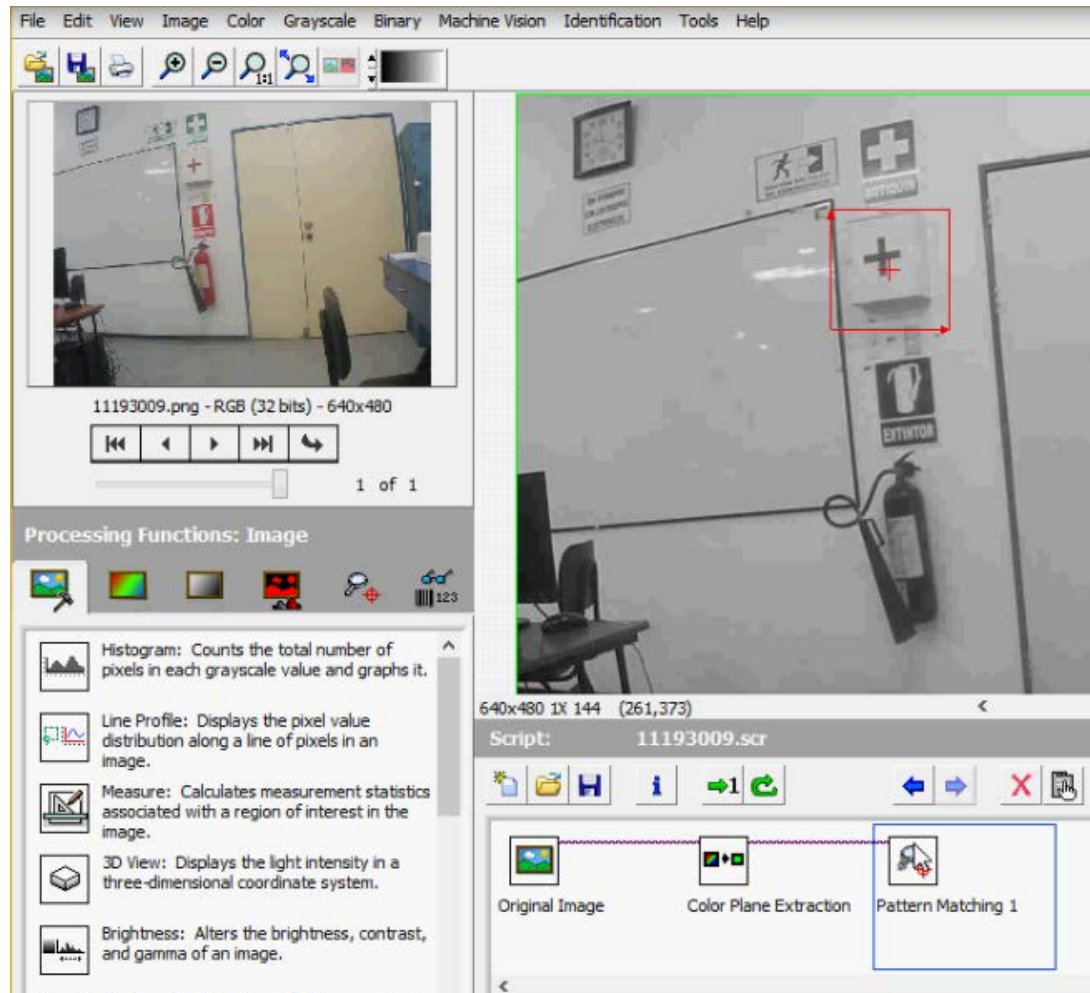 File Edit View Image Color Grayscale Binary Machine Vision Identification Tools Help
1:1
11193009.png - RGB (32 bits) - 640x480
1 of 1
Processing Functions: Image
123
Histogram: Counts the total number of
pixels in each grayscale value and graphs it.
Line Profile: Displays the pixel value
distribution along a line of pixels in an
image.
Measure: Calculates measurement statistics
associated with a region of interest in the
image.
3D View: Displays the light intensity in a
three-dimensional coordinate system.
Brightness: Alters the brightness, contrast,
and gamma of an image.
BOTIQUIN
EXTINTOR
640x480 1X 144 (261,373)
Script: 11193009.scr
1
Original Image
Color Plane Extraction
Pattern Matching 1